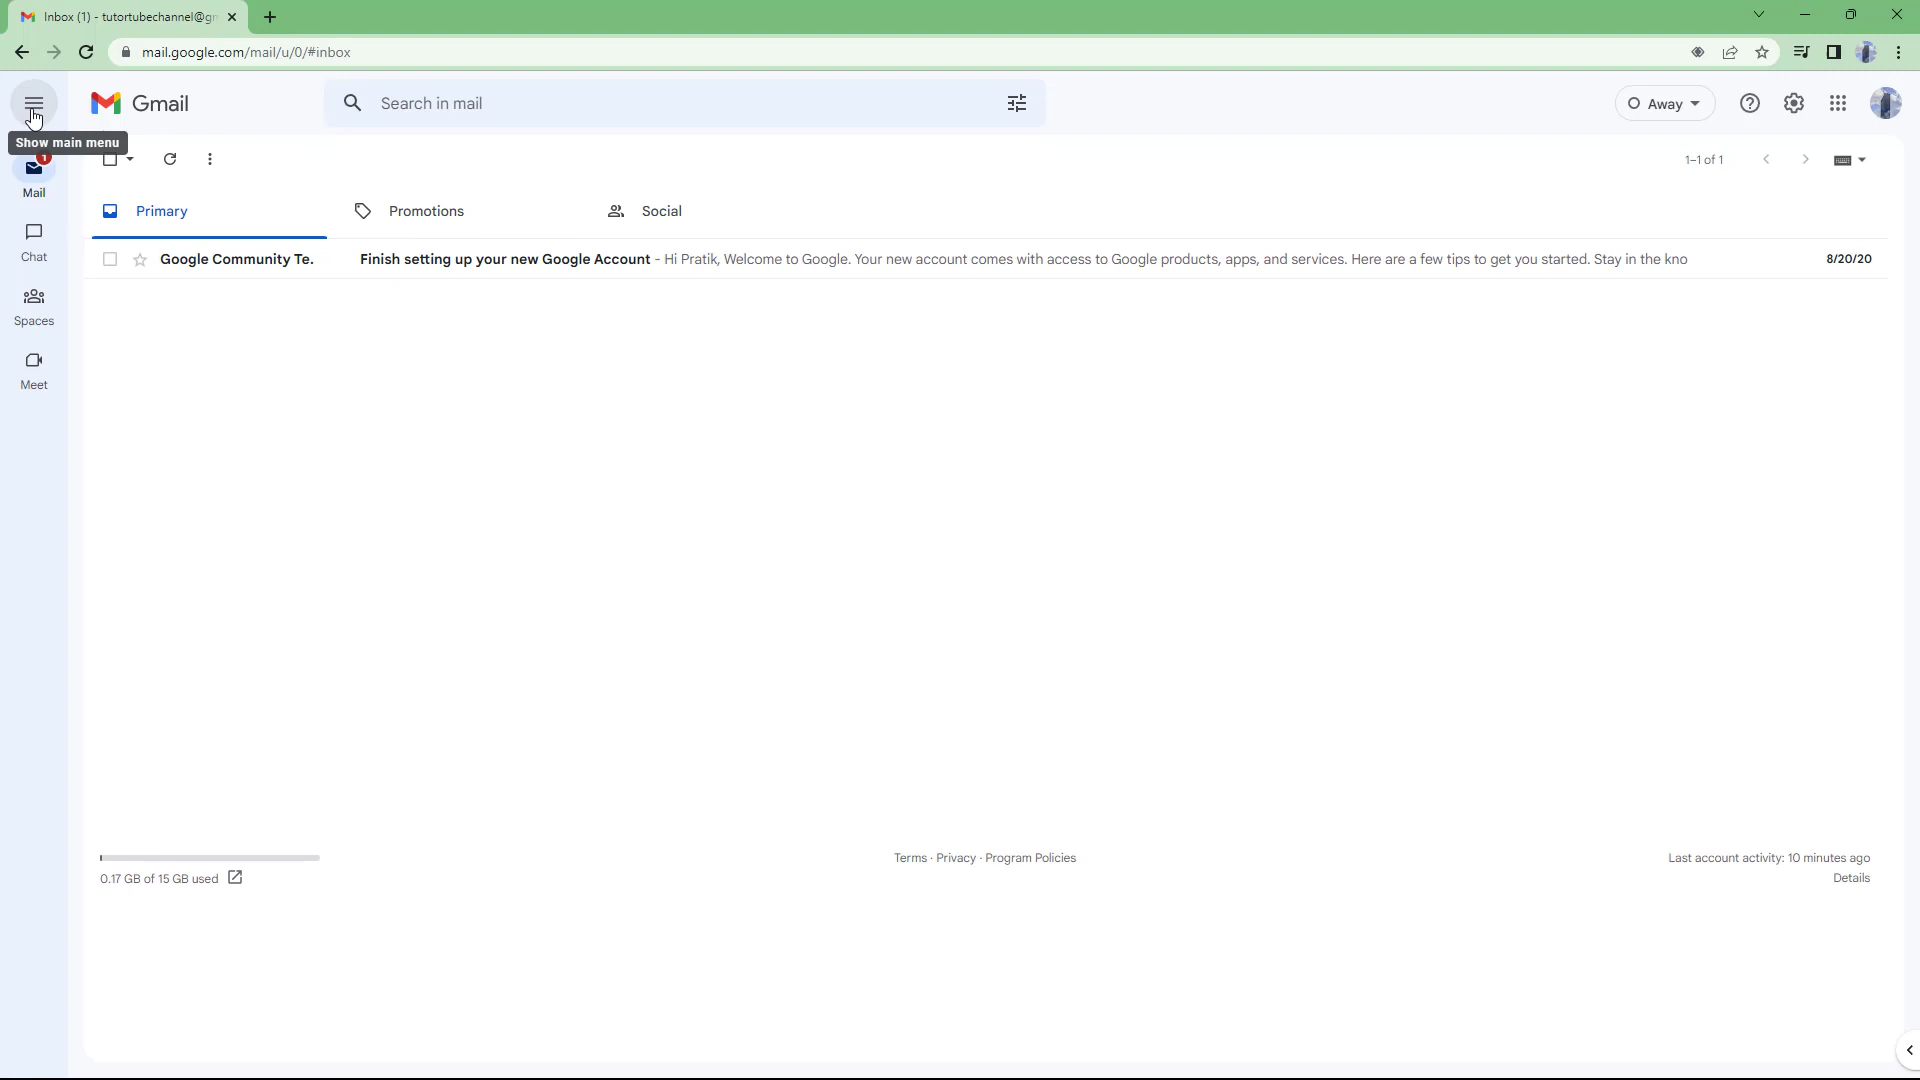 Inbox (1) - tutortubechannel@gm
mail.google.com/mail/u/0/#inbox
Gmail
Search in mail
Away
Show main menu
1
Mail
1–1 of 1
Primary
Promotions
Social
Chat
Google Community Te. Finish setting up your new Google Account - Hi Pratik, Welcome to Google. Your new account comes with access to Google products, apps, and services. Here are a few tips to get you started. Stay in the kno 8/20/20
Spaces
Meet
Terms · Privacy · Program Policies
Last account activity: 10 minutes ago
0.17 GB of 15 GB used
Details